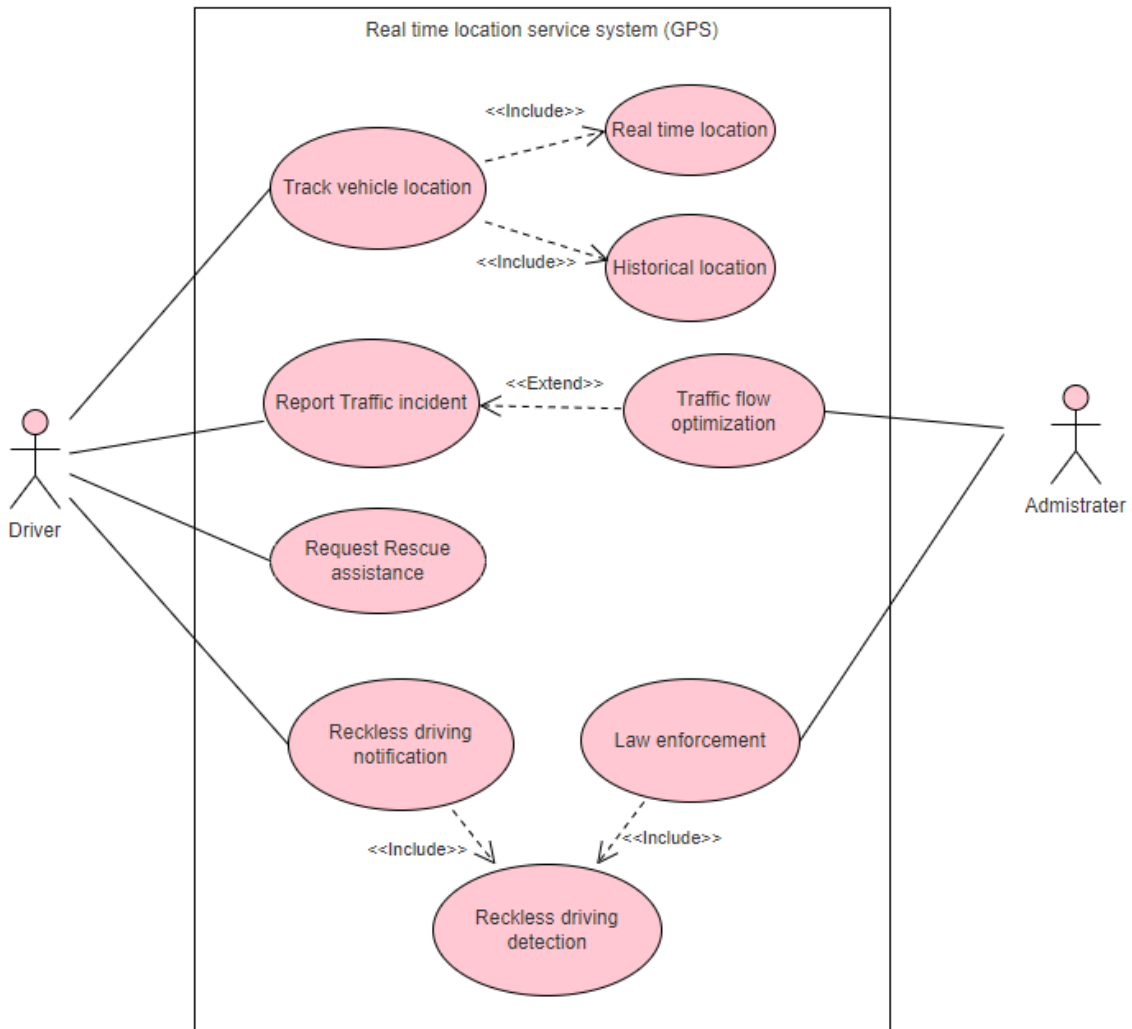 Real time location service system (GPS)
<<Include>>
Real time location
Track vehicle location
<<Include>>
Historical location
Report Traffic incident
<<Extend>>
Traffic flow
optimization
Driver
Admistrater
Request Rescue
assistance
Reckless driving
notification
Law enforcement
<<Include>>
<<Include>>
Reckless driving
detection